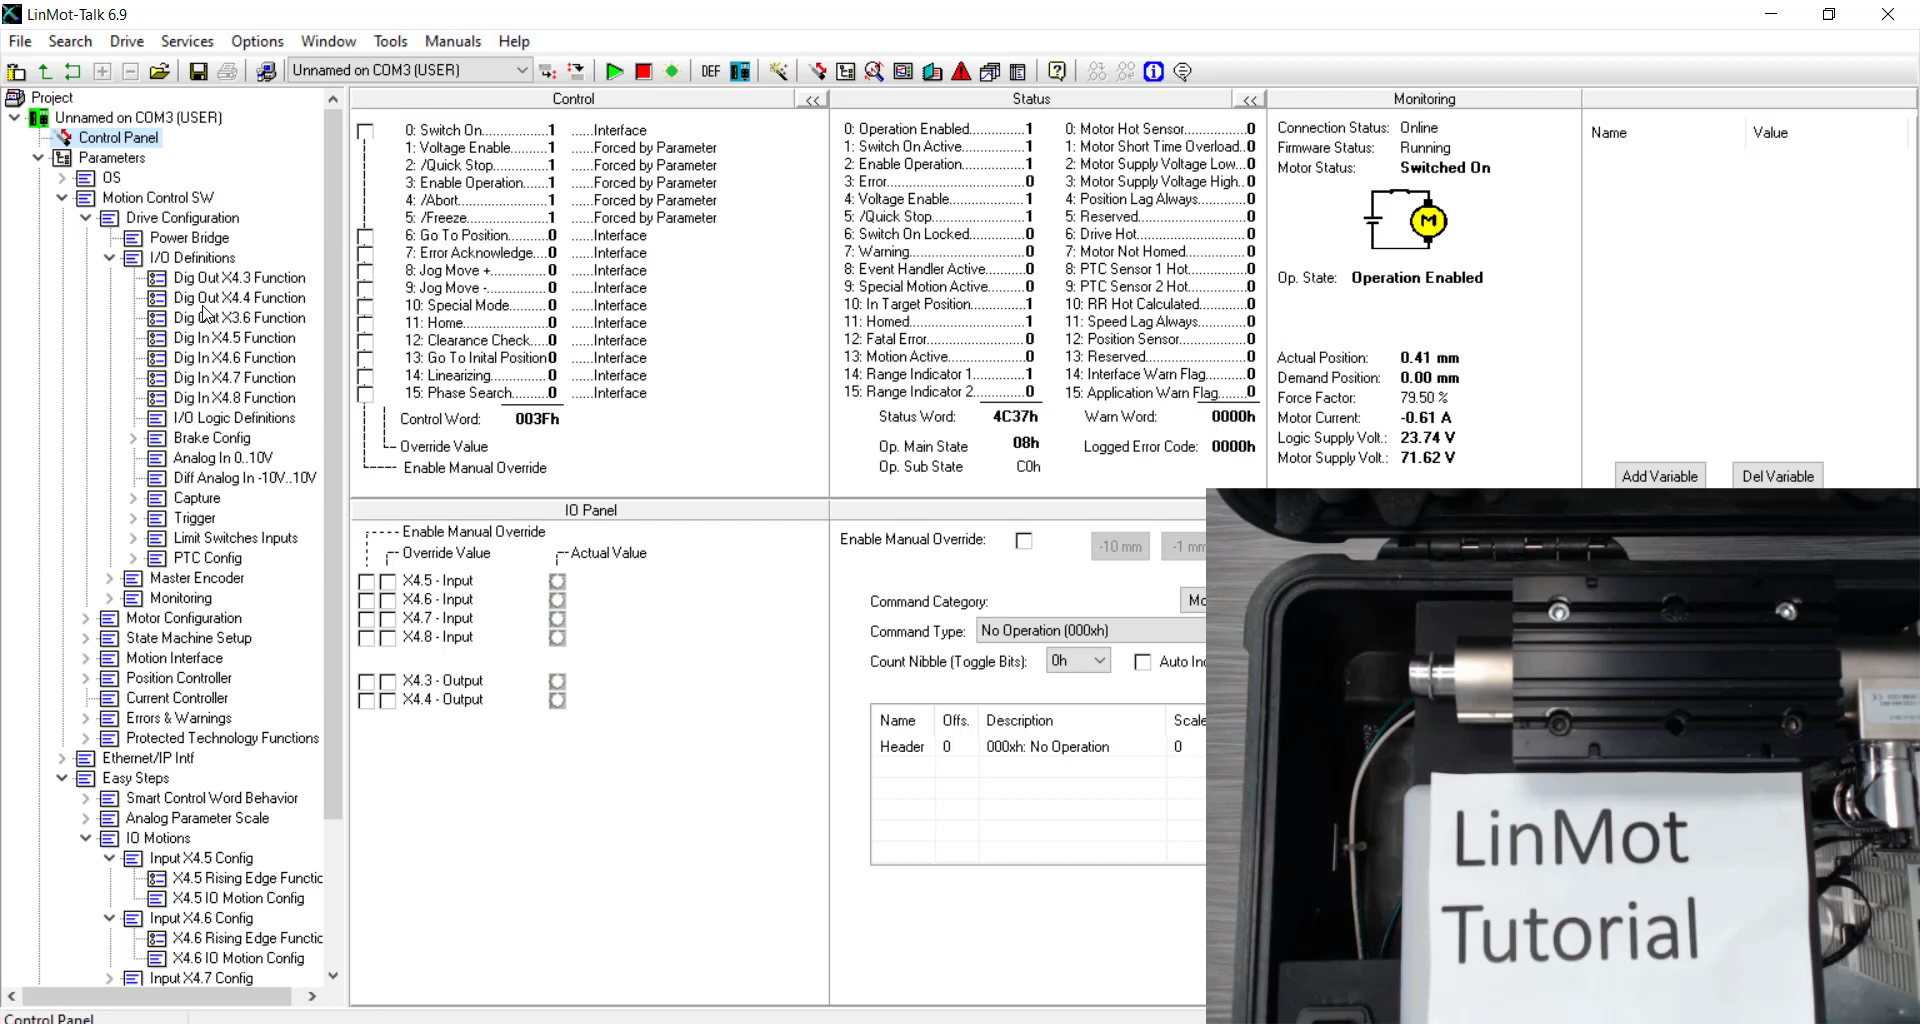 LinMot-Talk 6.9
File Search Drive Services Options Window Tools Manuals Help
Unnamed on COM3 (USER)
DEF
Project
Unnamed on COM3 (USER)
Control Panel
Parameters
OS
Motion Control SW
Drive Configuration
Power Bridge
I/O Definitions
Dig Out X4.3 Function
Dig Out X4.4 Function
Dig Out X3.6 Function
Dig In X4.5 Function
Dig In X4.6 Function
Dig In X4.7 Function
Dig In X4.8 Function
I/O Logic Definitions
Brake Config
Analog In 0..10V
Diff Analog In -10V..10V
Capture
Trigger
Limit Switches Inputs
PTC Config
Master Encoder
Monitoring
Motor Configuration
State Machine Setup
Motion Interface
Position Controller
Current Controller
Errors & Warnings
Protected Technology Functions
Ethernet/IP Intf
Easy Steps
Smart Control Word Behavior
Analog Parameter Scale
IO Motions
Input X4.5 Config
X4.5 Rising Edge Functic
X4.5 IO Motion Config
Input X4.6 Config
X4.6 Rising Edge Functic
X4.6 IO Motion Config
Input X4.7 Config
Control Panel
Control <<
0: Switch On................1 ......Interface
1: Voltage Enable.........1 ......Forced by Parameter
2: /Quick Stop.............1 ......Forced by Parameter
3: Enable Operation.......1 ......Forced by Parameter
4: /Abort....................1 ......Forced by Parameter
5: /Freeze...................1 ......Forced by Parameter
6: Go To Position..........0 ......Interface
7: Error Acknowledge....0 ......Interface
8: Jog Move +..............0 ......Interface
9: Jog Move -...............0 ......Interface
10: Special Mode.........0 ......Interface
11: Home....................0 ......Interface
12: Clearance Check.....0 ......Interface
13: Go To Inital Position0 ......Interface
14: Linearizing.............0 ......Interface
15: Phase Search.........0 ......Interface
Control Word: 003Fh
Override Value
Enable Manual Override
Status <<
0: Operation Enabled..........1
1: Switch On Active............1
2: Enable Operation............1
3: Error...........................0
4: Voltage Enable..............1
5: /Quick Stop..................1
6: Switch On Locked...........0
7: Warning.......................0
8: Event Handler Active.......0
9: Special Motion Active......0
10: In Target Position..........1
11: Homed.......................1
12: Fatal Error...................0
13: Motion Active..............0
14: Range Indicator 1.........1
15: Range Indicator 2.........0
Status Word: 4C37h
Op. Main State 08h
Op. Sub State C0h
0: Motor Hot Sensor............0
1: Motor Short Time Overload..0
2: Motor Supply Voltage Low...0
3: Motor Supply Voltage High..0
4: Position Lag Always..........0
5: Reserved......................0
6: Drive Hot......................0
7: Motor Not Homed............0
8: PTC Sensor 1 Hot............0
9: PTC Sensor 2 Hot............0
10: RR Hot Calculated..........0
11: Speed Lag Always..........0
12: Position Sensor.............0
13: Reserved....................0
14: Interface Warn Flag........0
15: Application Warn Flag......0
Warn Word: 0000h
Logged Error Code: 0000h
Monitoring
Connection Status: Online
Firmware Status: Running
Motor Status: Switched On
M
Op. State: Operation Enabled
Actual Position: 0.41 mm
Demand Position: 0.00 mm
Force Factor: 79.50 %
Motor Current: -0.61 A
Logic Supply Volt.: 23.74 V
Motor Supply Volt.: 71.62 V
Name Value
Add Variable Del Variable
IO Panel
Enable Manual Override
Override Value Actual Value
X4.5 - Input
X4.6 - Input
X4.7 - Input
X4.8 - Input
X4.3 - Output
X4.4 - Output
Enable Manual Override: -10 mm -1 mm
Command Category:
Command Type: No Operation (000xh)
Count Nibble (Toggle Bits): 0h Auto
Name Offs. Description Scale
Header 0 000xh: No Operation 0
LinMot
Tutorial